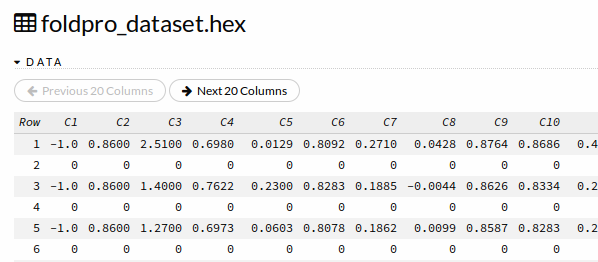 foldpro_dataset.hex
DATA
Previous 20 Columns Next 20 Columns
Row C1 C2 C3 C4 C5 C6 C7 C8 C9 C10
1 -1.0 0.8600 2.5100 0.6980 0.0129 0.8092 0.2710 0.0428 0.8764 0.8686 0.4
2 0 0 0 0 0 0 0 0 0 0
3 -1.0 0.8600 1.4000 0.7622 0.2300 0.8283 0.1885 -0.0044 0.8626 0.8334 0.2
4 0 0 0 0 0 0 0 0 0 0
5 -1.0 0.8600 1.2700 0.6973 0.0603 0.8078 0.1862 0.0099 0.8587 0.8283 0.2
6 0 0 0 0 0 0 0 0 0 0